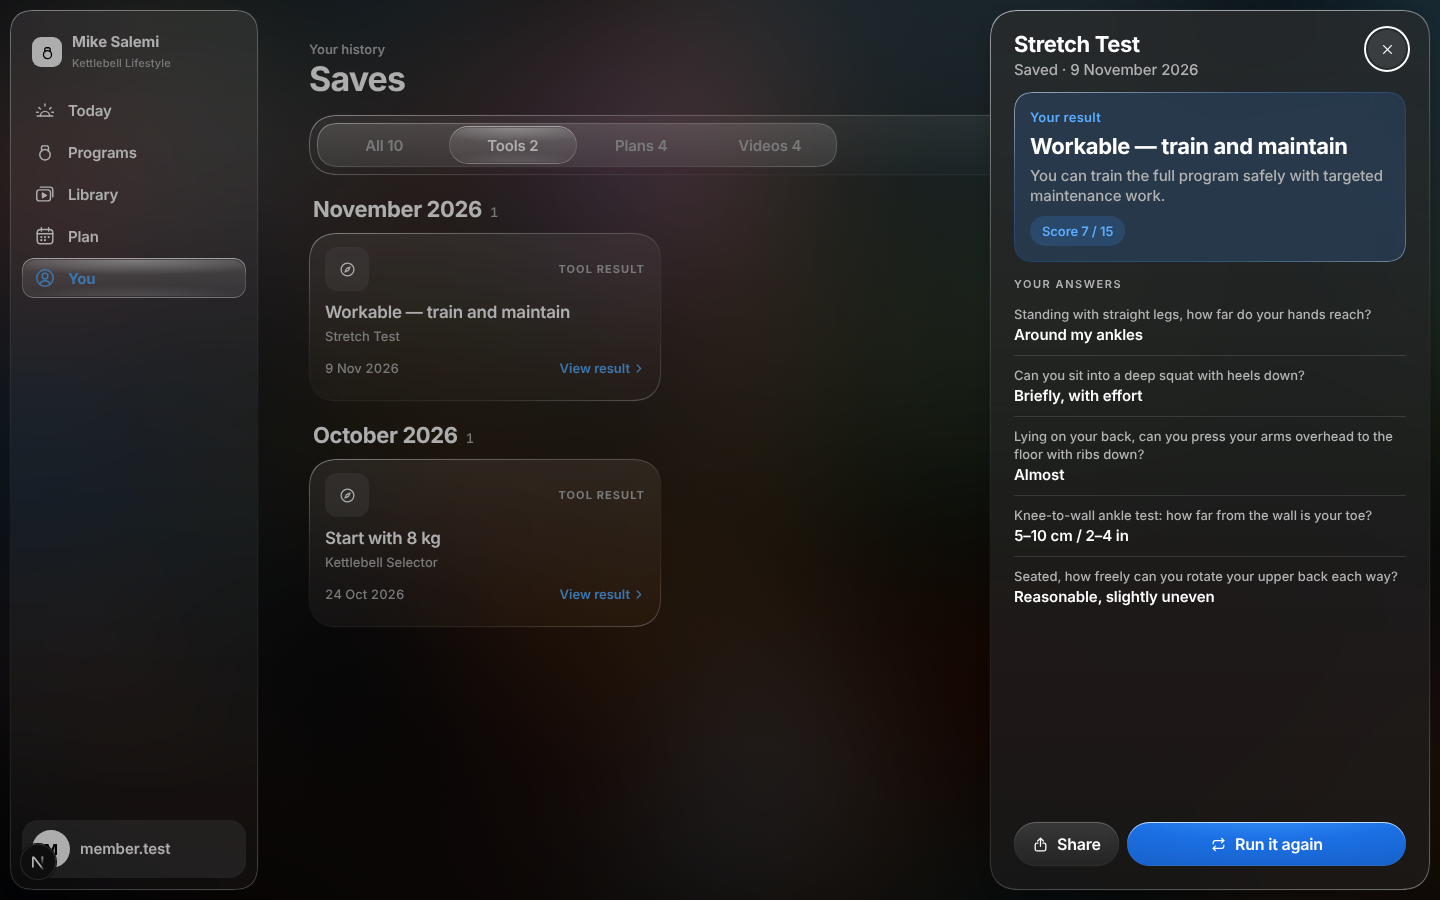 Mike Salemi
Kettlebell Lifestyle
Today
Programs
Library
Plan
You
M
member.test
N
Your history
Saves
All 10
Tools 2
Plans 4
Videos 4
November 2026 1
TOOL RESULT
Workable — train and maintain
Stretch Test
9 Nov 2026
View result
October 2026 1
TOOL RESULT
Start with 8 kg
Kettlebell Selector
24 Oct 2026
View result
Stretch Test
Saved · 9 November 2026
Your result
Workable — train and maintain
You can train the full program safely with targeted
maintenance work.
Score 7 / 15
YOUR ANSWERS
Standing with straight legs, how far do your hands reach?
Around my ankles
Can you sit into a deep squat with heels down?
Briefly, with effort
Lying on your back, can you press your arms overhead to the
floor with ribs down?
Almost
Knee-to-wall ankle test: how far from the wall is your toe?
5–10 cm / 2–4 in
Seated, how freely can you rotate your upper back each way?
Reasonable, slightly uneven
Share
Run it again